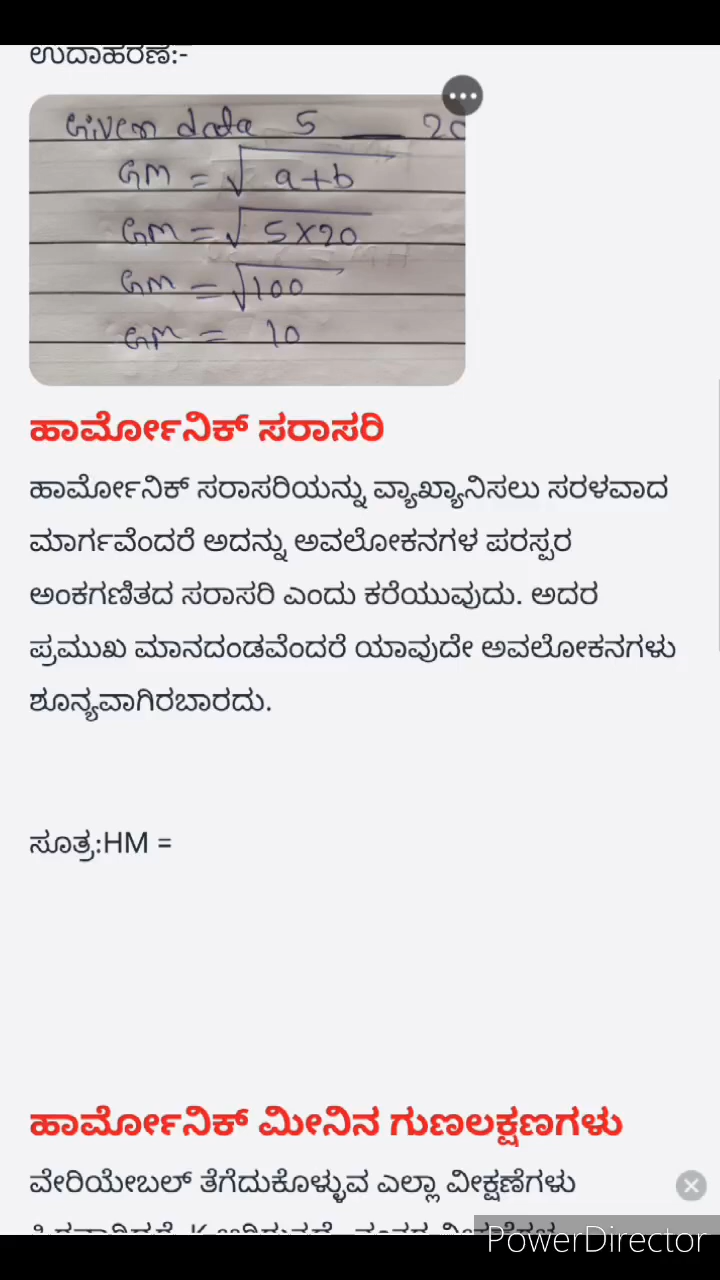 ಉದಾಹರಣೆ:-
Given data 5 — 20
GM = √a+b
GM = √5×20
GM = √100
GM = 10
ಹಾರ್ಮೋನಿಕ್ ಸರಾಸರಿ
ಹಾರ್ಮೋನಿಕ್ ಸರಾಸರಿಯನ್ನು ವ್ಯಾಖ್ಯಾನಿಸಲು ಸರಳವಾದ
ಮಾರ್ಗವೆಂದರೆ ಅದನ್ನು ಅವಲೋಕನಗಳ ಪರಸ್ಪರ
ಅಂಕಗಣಿತದ ಸರಾಸರಿ ಎಂದು ಕರೆಯುವುದು. ಅದರ
ಪ್ರಮುಖ ಮಾನದಂಡವೆಂದರೆ ಯಾವುದೇ ಅವಲೋಕನಗಳು
ಶೂನ್ಯವಾಗಿರಬಾರದು.
ಸೂತ್ರ:HM =
ಹಾರ್ಮೋನಿಕ್ ಮೀನಿನ ಗುಣಲಕ್ಷಣಗಳು
ವೇರಿಯೇಬಲ್ ತೆಗೆದುಕೊಳ್ಳುವ ಎಲ್ಲಾ ವೀಕ್ಷಣೆಗಳು
PowerDirector